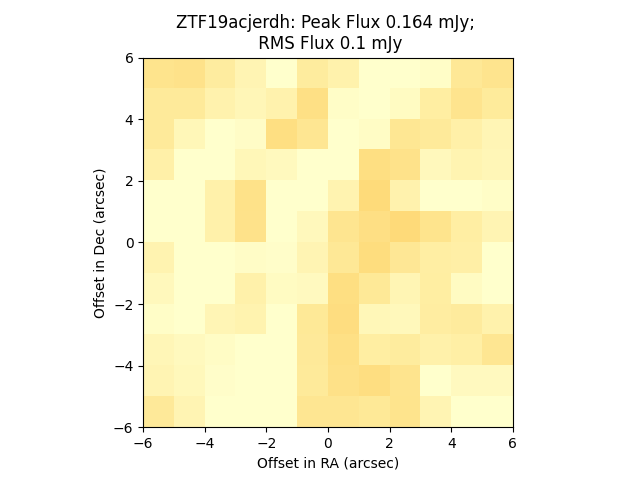 ZTF19acjerdh: Peak Flux 0.164 mJy;
RMS Flux 0.1 mJy
6
4
2
0
−2
−4
−6
Offset in Dec (arcsec)
−6 −4 −2 0 2 4 6
Offset in RA (arcsec)